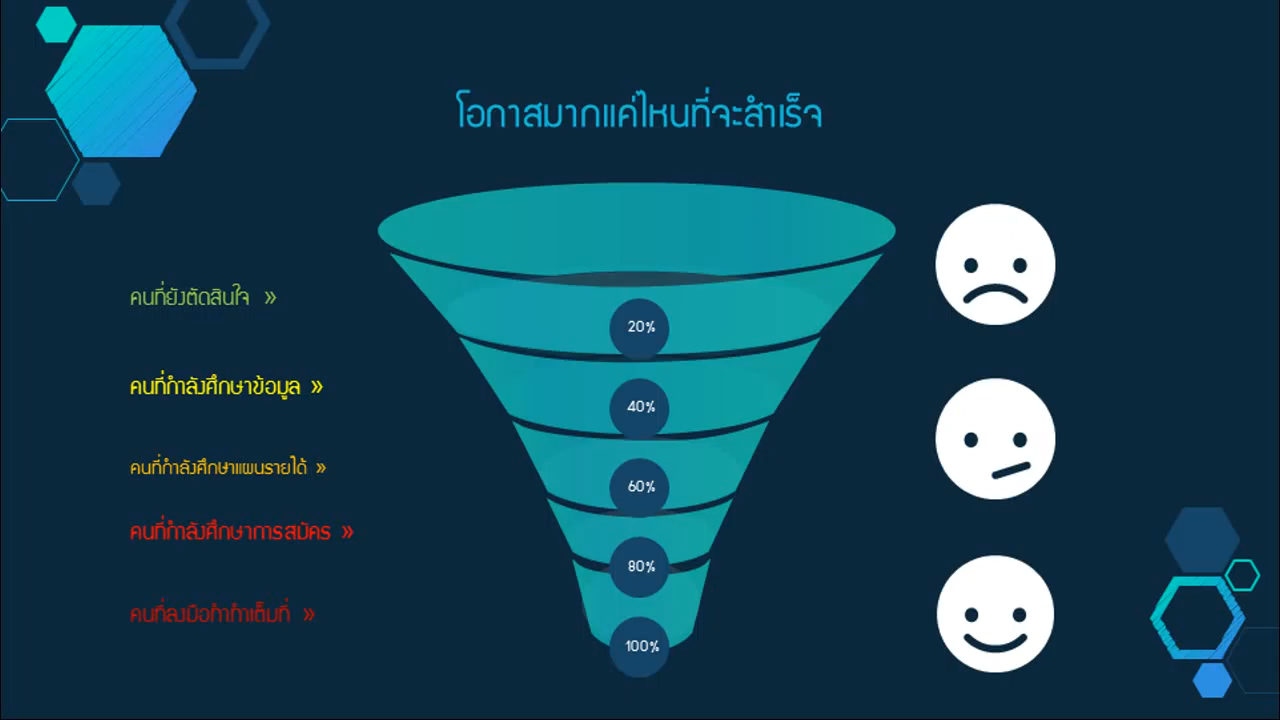 โอกาสมากแค่ไหนที่จะสำเร็จ
คนที่ยังตัดสินใจ »
20%
คนที่กำลังศึกษาข้อมูล »
40%
คนที่กำลังศึกษาแผนรายได้ »
60%
คนที่กำลังศึกษาการสมัคร »
80%
คนที่ลงมือทำทำเต็มที่ »
100%